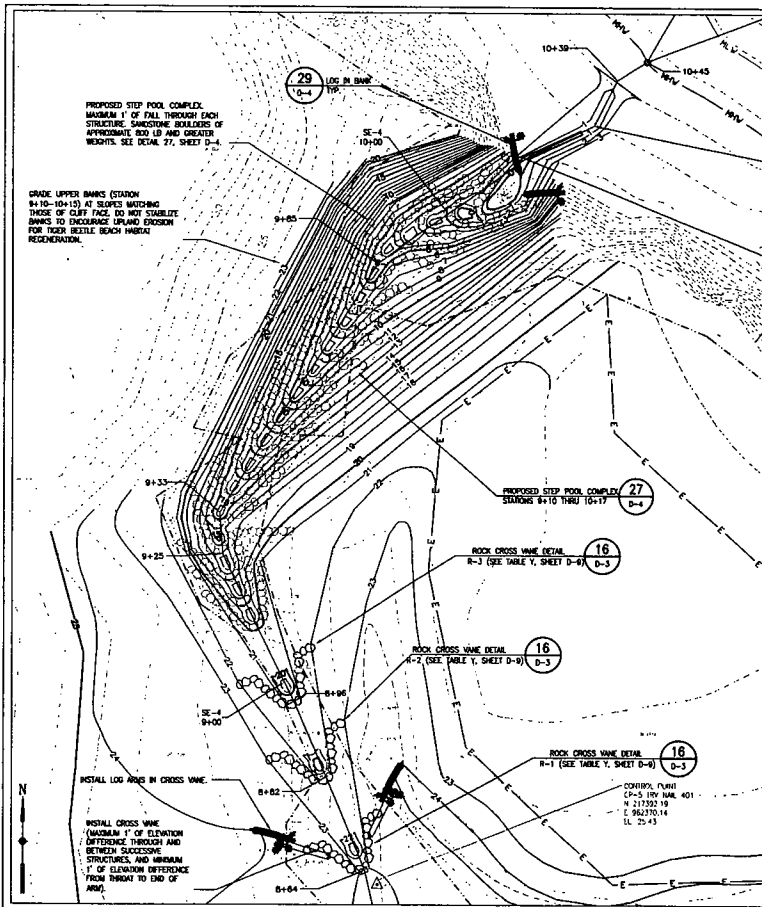 10+39
MHW
MLW
MHW
10+45
MHW
29
D-4
LOG IN BANK
TYP.
PROPOSED STEP POOL COMPLEX.
MAXIMUM 1' OF FALL THROUGH EACH
STRUCTURE. SANDSTONE BOULDERS OF
APPROXIMATE 800 LB AND GREATER
WEIGHTS. SEE DETAIL 27, SHEET D-4.
SE-4
10+00
GRADE UPPER BANKS (STATION
9+10-10+15) AT SLOPES MATCHING
THOSE OF CLIFF FACE. DO NOT STABILIZE
BANKS TO ENCOURAGE UPLAND EROSION
FOR TIGER BEETLE BEACH HABITAT
REGENERATION.
9+85
9+33
PROPOSED STEP POOL COMPLEX
STATIONS 9+10 THRU 10+17
27
D-4
9+25
ROCK CROSS VANE DETAIL
R-3 (SEE TABLE Y, SHEET D-9)
16
D-3
ROCK CROSS VANE DETAIL
R-2 (SEE TABLE Y, SHEET D-9)
16
D-3
SE-4
9+00
8+96
ROCK CROSS VANE DETAIL
R-1 (SEE TABLE Y, SHEET D-9)
16
D-3
INSTALL LOG ARMS IN CROSS VANE.
8+82
CONTROL POINT
CP-5 IRV NAIL 401
N 217392.19
E 962370.14
EL 25.43
INSTALL CROSS VANE
(MAXIMUM 1' OF ELEVATION
DIFFERENCE THROUGH AND
BETWEEN SUCCESSIVE
STRUCTURES, AND MINIMUM
1' OF ELEVATION DIFFERENCE
FROM THROAT TO END OF
ARM).
8+64
N